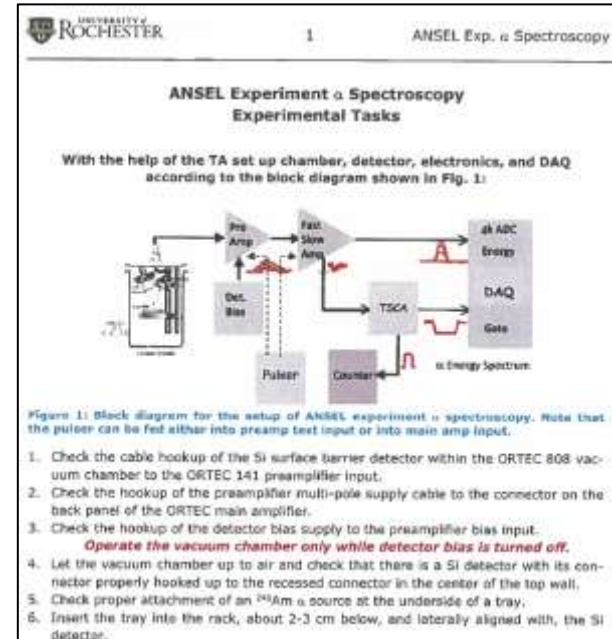 UNIVERSITY of
ROCHESTER
1
ANSEL Exp. α Spectroscopy
ANSEL Experiment α Spectroscopy
Experimental Tasks
With the help of the TA set up chamber, detector, electronics, and DAQ
according to the block diagram shown in Fig. 1:
Pre
Amp
Fast
Slow
Amp
4k ADC
Energy
Det.
Bias
TSCA
DAQ
Gate
Pulser
Counter
α Energy Spectrum
Figure 1: Block diagram for the setup of ANSEL experiment α spectroscopy. Note that
the pulser can be fed either into preamp test input or into main amp input.
1. Check the cable hookup of the Si surface barrier detector within the ORTEC 808 vac-
uum chamber to the ORTEC 141 preamplifier input.
2. Check the hookup of the preamplifier multi-pole supply cable to the connector on the
back panel of the ORTEC main amplifier.
3. Check the hookup of the detector bias supply to the preamplifier bias input.
Operate the vacuum chamber only while detector bias is turned off.
4. Let the vacuum chamber up to air and check that there is a Si detector with its con-
nector properly hooked up to the recessed connector in the center of the top wall.
5. Check proper attachment of an Am α source at the underside of a tray.
6. Insert the tray into the rack, about 2-3 cm below, and laterally aligned with, the Si
detector.